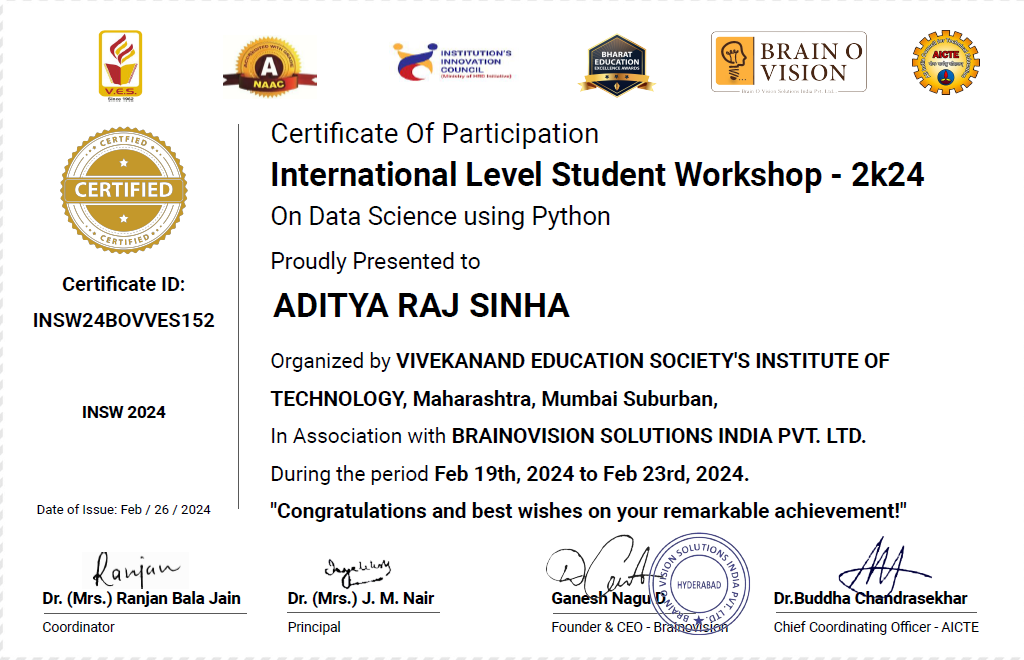 V.E.S.
Since 1962
ACCREDITED WITH GRADE
A
NAAC
INSTITUTION'S
INNOVATION
COUNCIL
(Ministry of HRD Initiative)
BHARAT
EDUCATION
EXCELLENCE AWARDS
BRAIN O
VISION
Brain O Vision Solutions India Pvt. Ltd.
AICTE
CERTFIED
CERTIFIED
CERTIFIED
Certificate ID:
INSW24BOVVES152
INSW 2024
Date of Issue: Feb / 26 / 2024
Certificate Of Participation
International Level Student Workshop - 2k24
On Data Science using Python
Proudly Presented to
ADITYA RAJ SINHA
Organized by VIVEKANAND EDUCATION SOCIETY'S INSTITUTE OF
TECHNOLOGY, Maharashtra, Mumbai Suburban,
In Association with BRAINOVISION SOLUTIONS INDIA PVT. LTD.
During the period Feb 19th, 2024 to Feb 23rd, 2024.
"Congratulations and best wishes on your remarkable achievement!"
Ranjan
Dr. (Mrs.) Ranjan Bala Jain
Coordinator
Dr. (Mrs.) J. M. Nair
Principal
Ganesh Nagu D
Founder & CEO - Brainovision
BRAIN O VISION SOLUTIONS INDIA PVT. LTD.
HYDERABAD
Dr.Buddha Chandrasekhar
Chief Coordinating Officer - AICTE